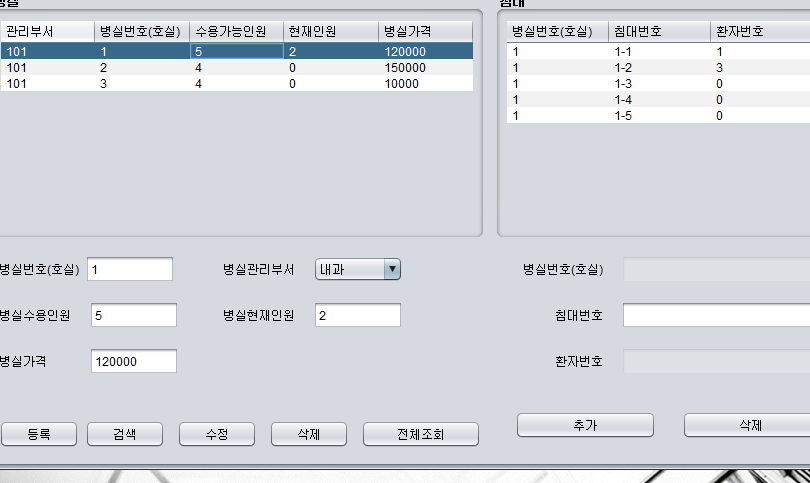 병실
관리부서 병실번호(호실) 수용가능인원 현재인원 병실가격
101 1 5 2 120000
101 2 4 0 150000
101 3 4 0 10000
침대
병실번호(호실) 침대번호 환자번호
1 1-1 1
1 1-2 3
1 1-3 0
1 1-4 0
1 1-5 0
병실번호(호실) 1 병실관리부서 내과
병실수용인원 5 병실현재인원 2
병실가격 120000
등록 검색 수정 삭제 전체조회
병실번호(호실)
침대번호
환자번호
추가 삭제